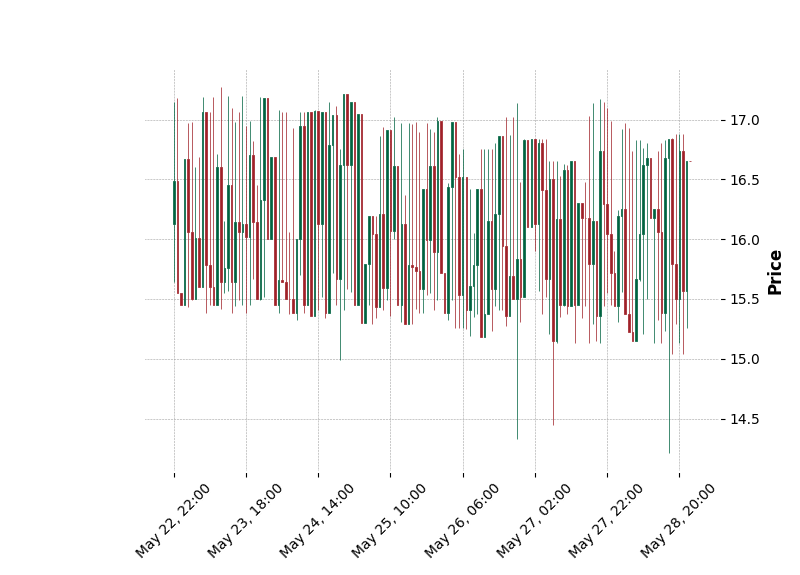 17.0
16.5
16.0
15.5
15.0
14.5
Price
May 22, 22:00
May 23, 18:00
May 24, 14:00
May 25, 10:00
May 26, 06:00
May 27, 02:00
May 27, 22:00
May 28, 20:00